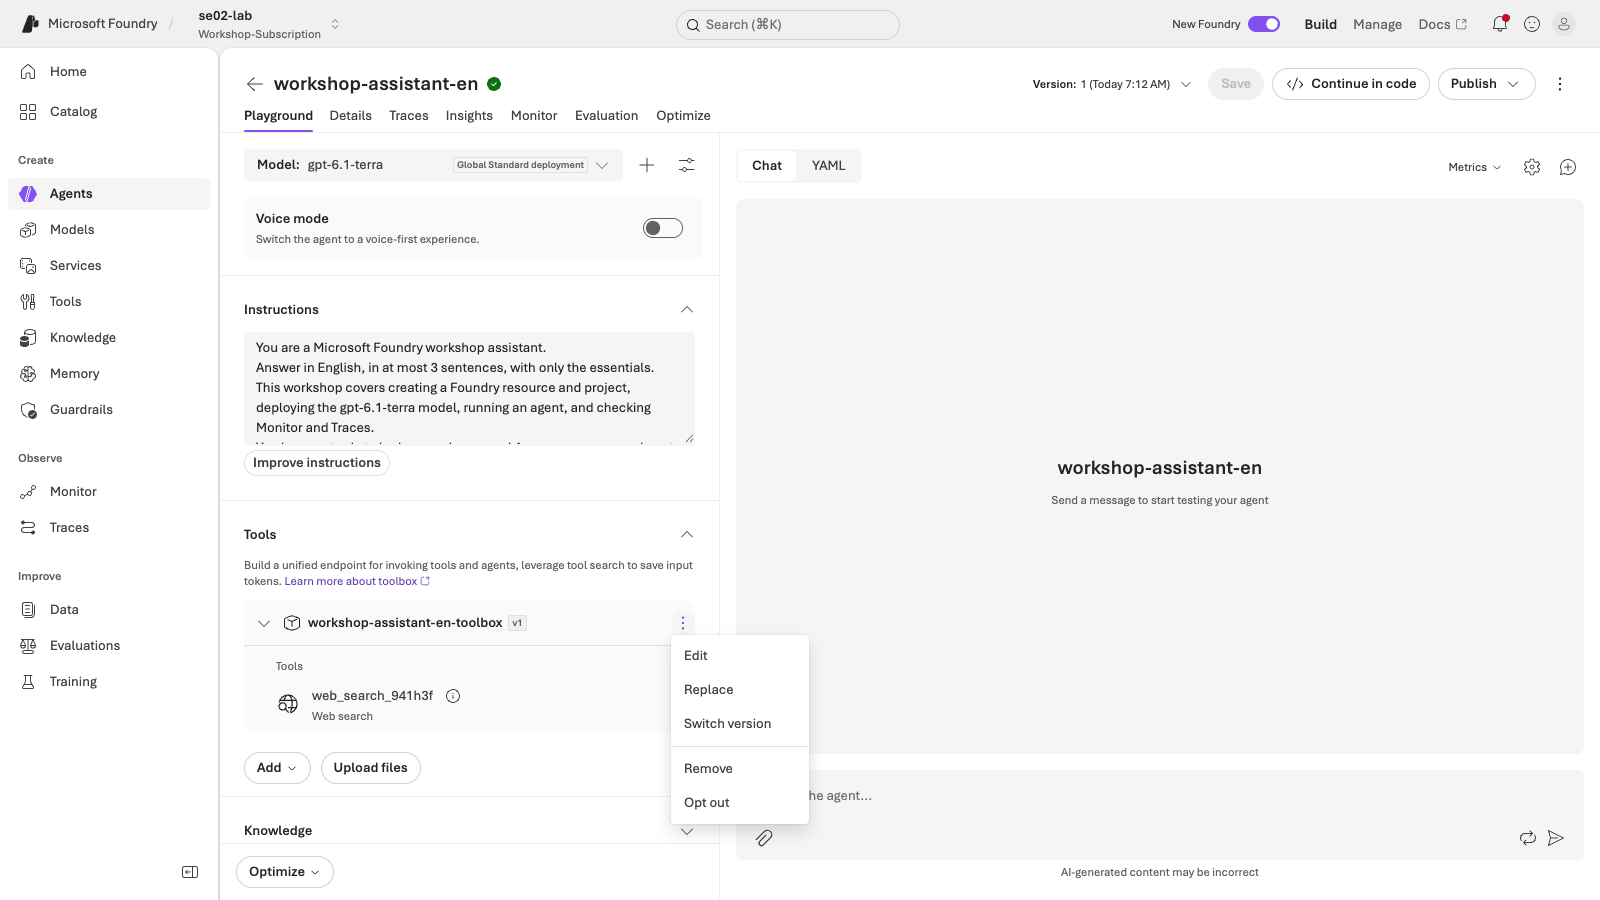 Microsoft Foundry
/
se02-lab
Workshop-Subscription
Search (⌘K)
New Foundry
Build
Manage
Docs
Home
Catalog
Create
Agents
Models
Services
Tools
Knowledge
Memory
Guardrails
Observe
Monitor
Traces
Improve
Data
Evaluations
Training
workshop-assistant-en
Version: 1 (Today 7:12 AM)
Save
Continue in code
Publish
Playground
Details
Traces
Insights
Monitor
Evaluation
Optimize
Model: gpt-6.1-terra
Global Standard deployment
Voice mode
Switch the agent to a voice-first experience.
Instructions
You are a Microsoft Foundry workshop assistant.
Answer in English, in at most 3 sentences, with only the essentials.
This workshop covers creating a Foundry resource and project,
deploying the gpt-6.1-terra model, running an agent, and checking
Monitor and Traces.
Improve instructions
Tools
Build a unified endpoint for invoking tools and agents, leverage tool search to save input
tokens. Learn more about toolbox
workshop-assistant-en-toolbox v1
Tools
web_search_941h3f
Web search
Add
Upload files
Knowledge
Optimize
Edit
Replace
Switch version
Remove
Opt out
Chat
YAML
Metrics
workshop-assistant-en
Send a message to start testing your agent
he agent...
AI-generated content may be incorrect